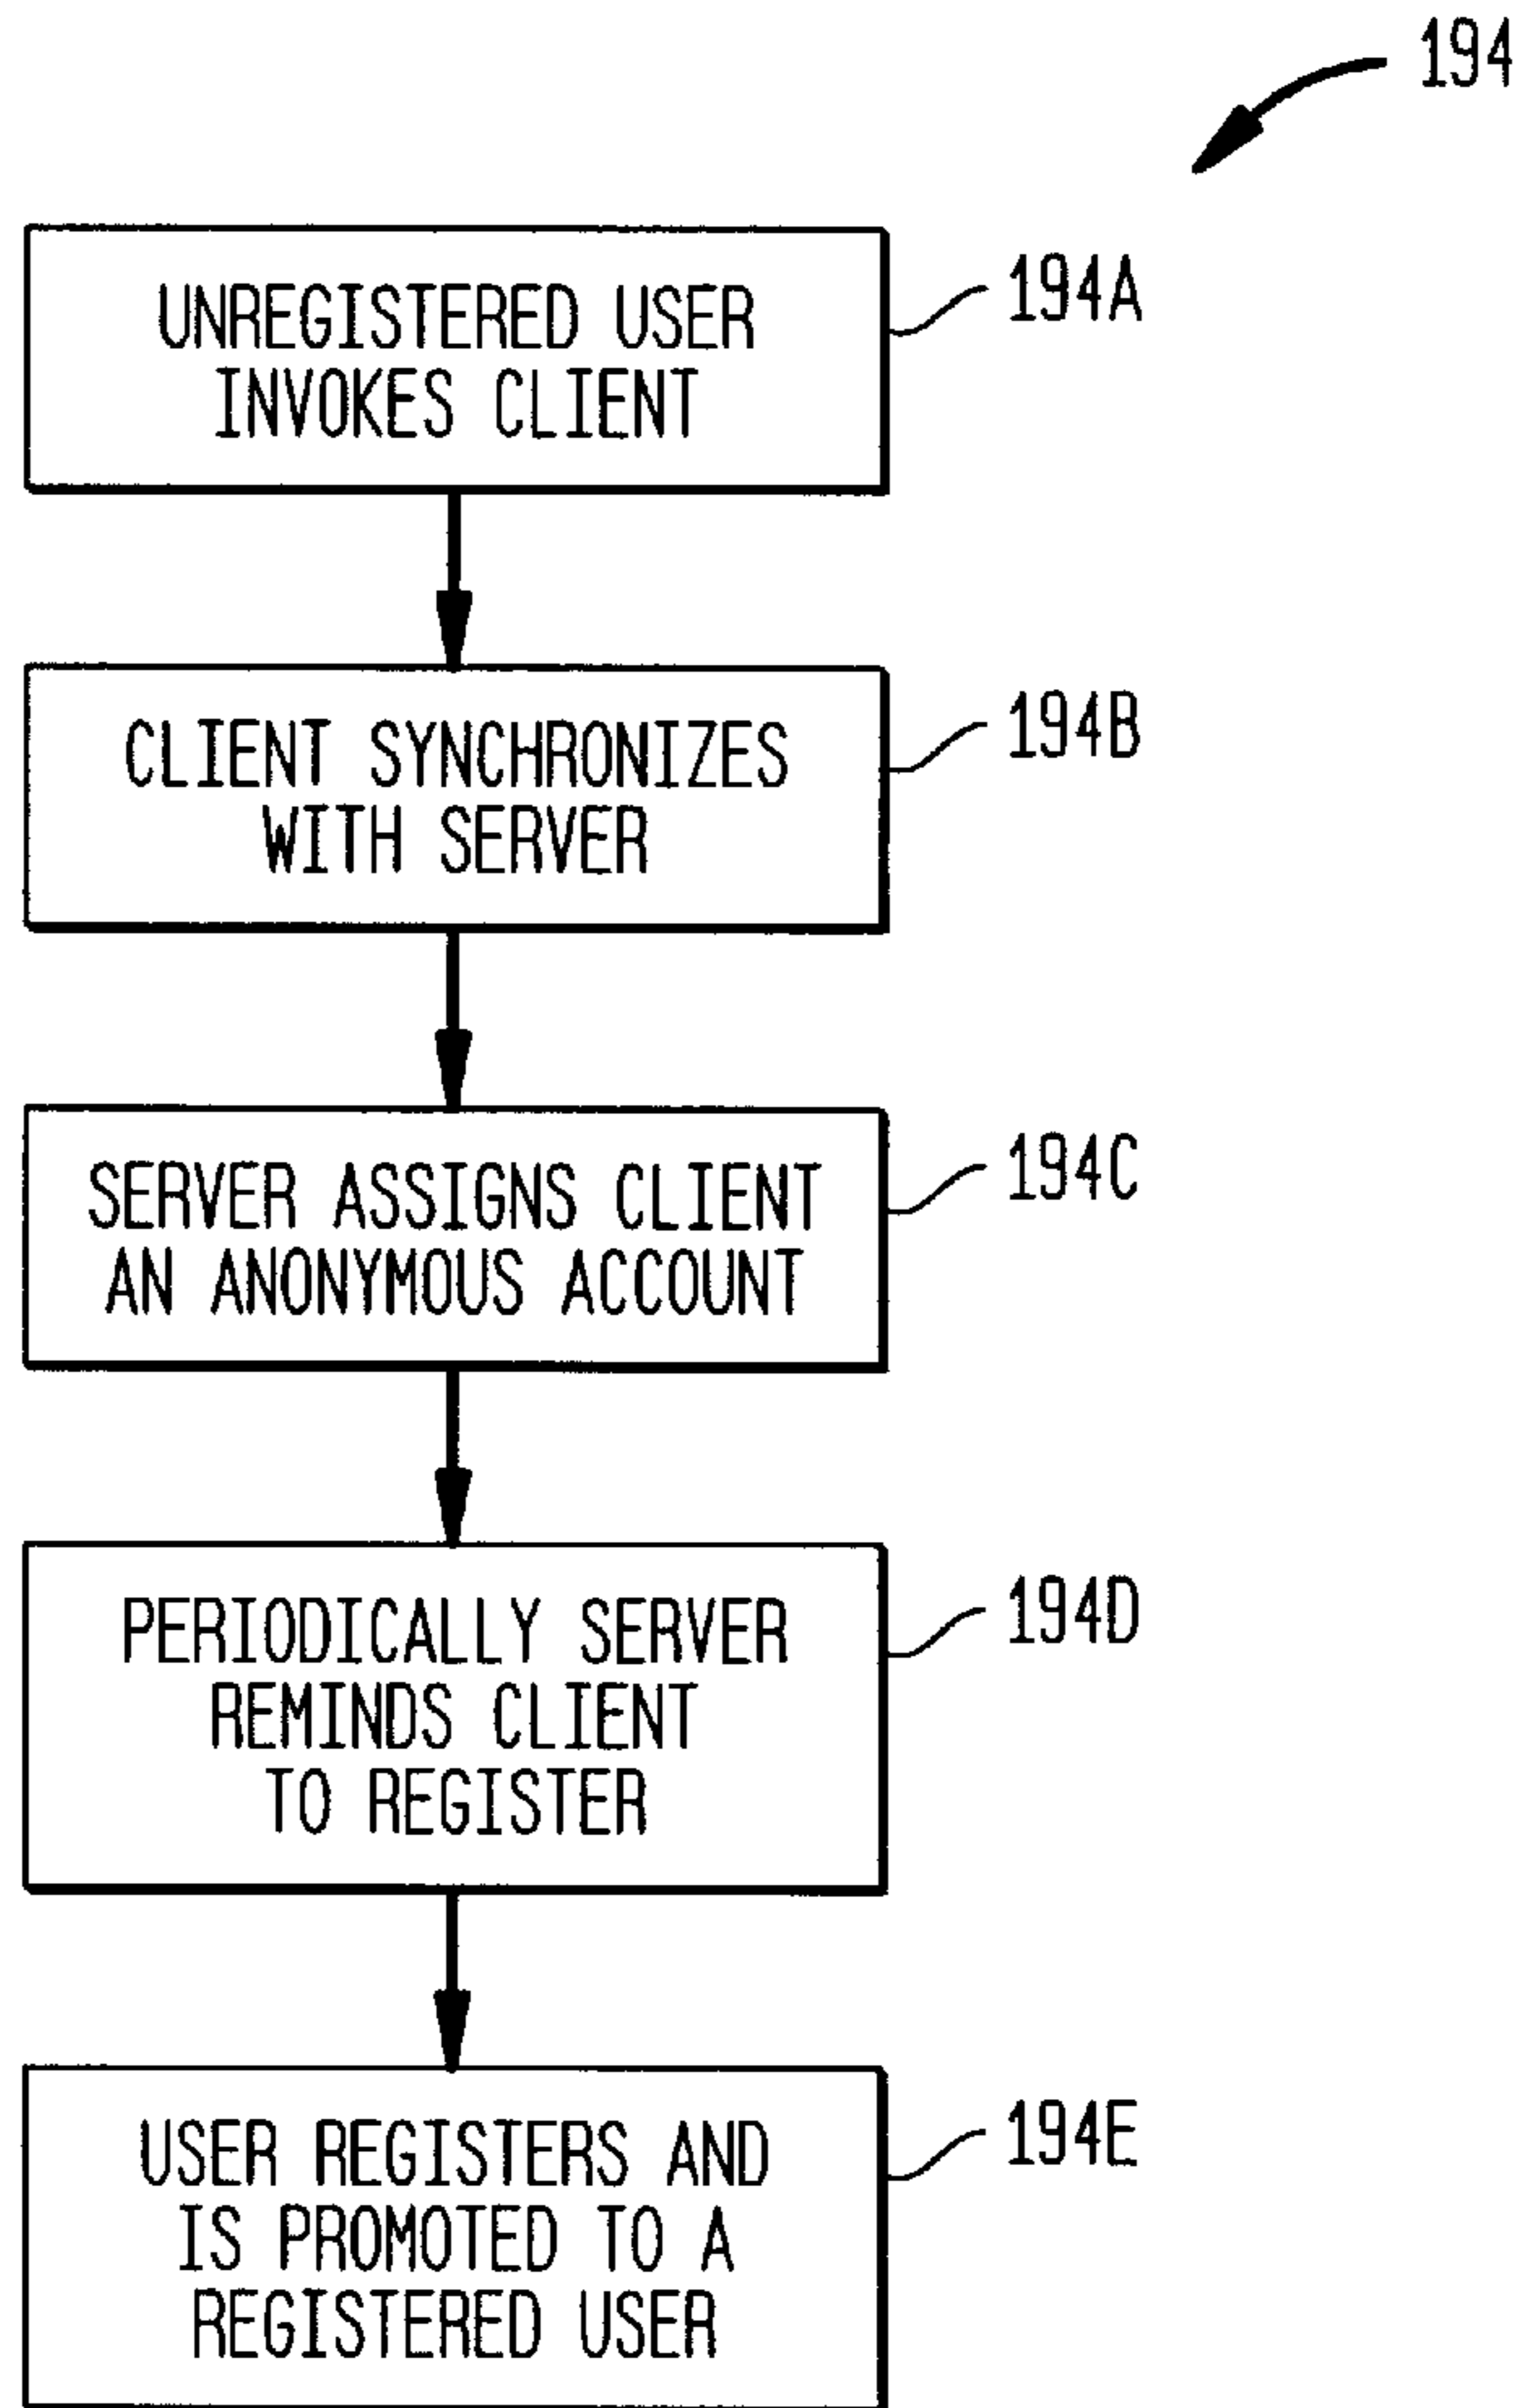 194
UNREGISTERED USER
INVOKES CLIENT
194A
CLIENT SYNCHRONIZES
WITH SERVER
194B
SERVER ASSIGNS CLIENT
AN ANONYMOUS ACCOUNT
194C
PERIODICALLY SERVER
REMINDS CLIENT
TO REGISTER
194D
USER REGISTERS AND
IS PROMOTED TO A
REGISTERED USER
194E